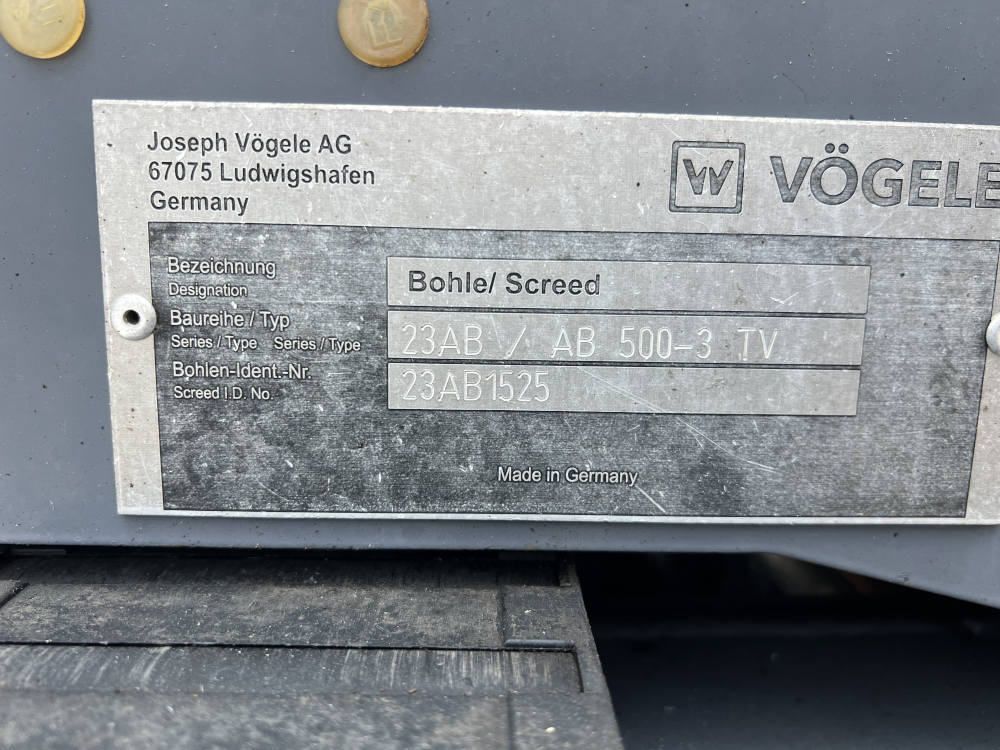 Joseph Vögele AG
67075 Ludwigshafen
Germany
VÖGELE
Bezeichnung
Designation
Bohle/ Screed
Baureihe / Typ
Series / Type Series / Type
23AB / AB 500-3 TV
Bohlen-Ident.-Nr.
Screed I.D. No.
23AB1525
Made in Germany